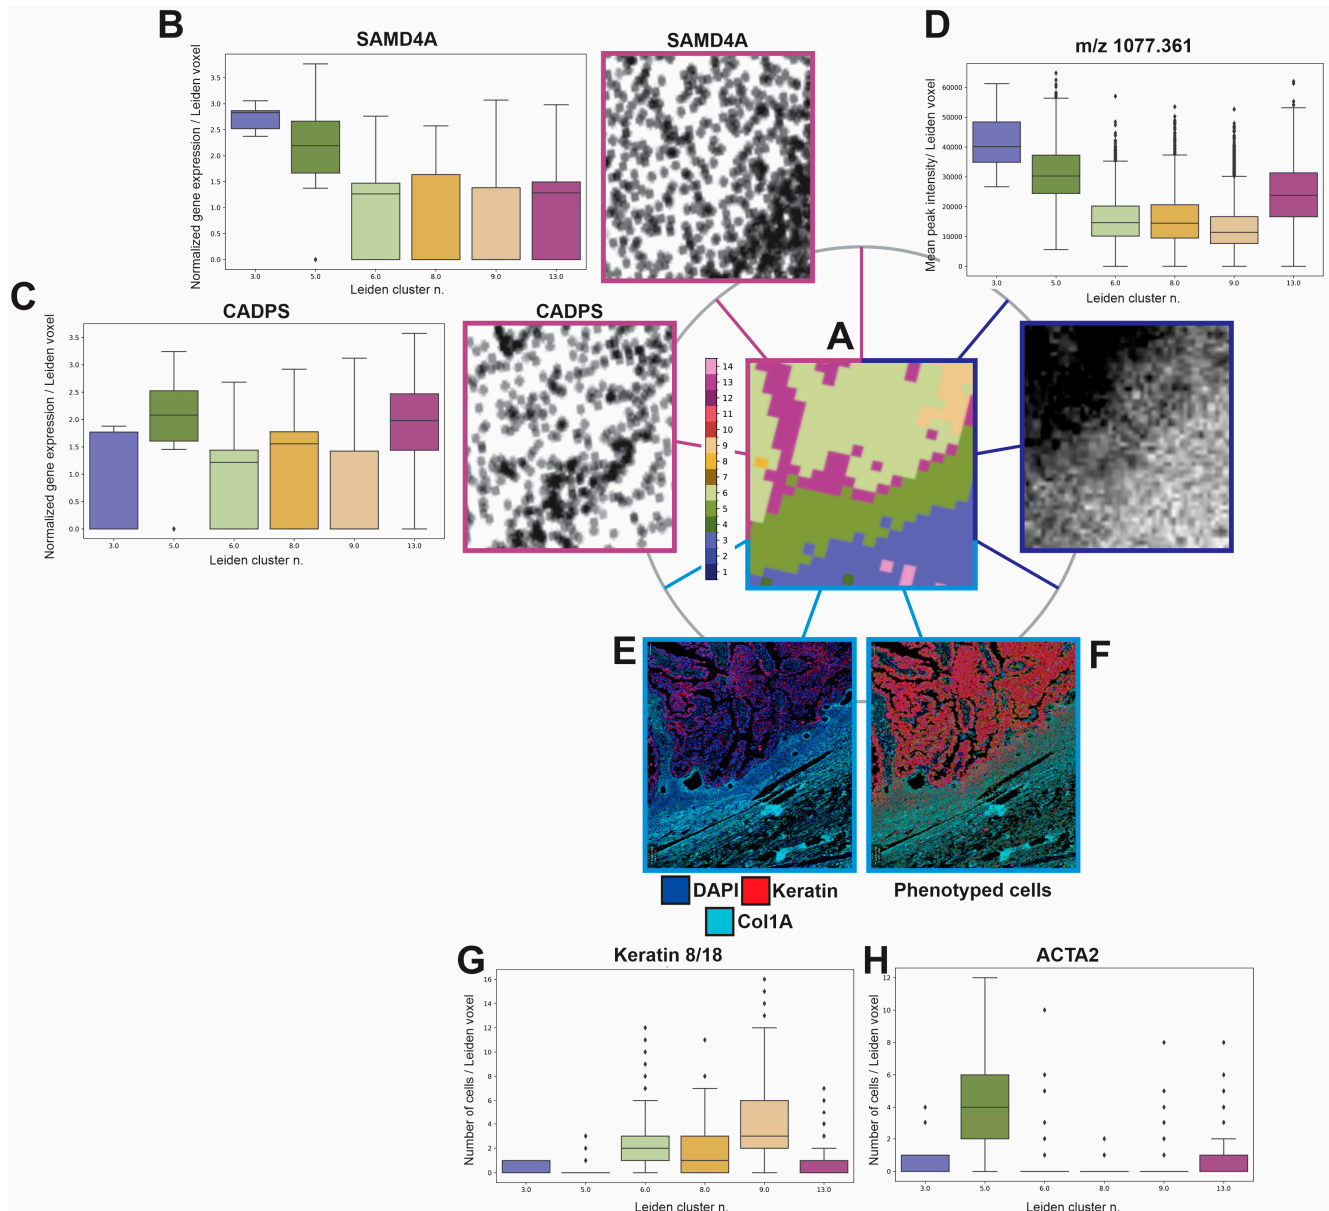 B
SAMD4A
Normalized gene expression / Leiden voxel
3.5
3.0
2.5
2.0
1.5
1.0
0.5
0.0
3.0 5.0 6.0 8.0 9.0 13.0
Leiden cluster n.
SAMD4A
D
m/z 1077.361
Mean peak intensity/ Leiden voxel
60000
50000
40000
30000
20000
10000
0
3.0 5.0 6.0 8.0 9.0 13.0
Leiden cluster n.
C
CADPS
Normalized gene expression / Leiden voxel
3.5
3.0
2.5
2.0
1.5
1.0
0.5
0.0
3.0 5.0 6.0 8.0 9.0 13.0
Leiden cluster n.
CADPS
A
14
13
12
11
10
9
8
7
6
5
4
3
2
1
E
F
DAPI Keratin
Col1A
Phenotyped cells
G
Keratin 8/18
Number of cells / Leiden voxel
16
14
12
10
8
6
4
2
0
3.0 5.0 6.0 8.0 9.0 13.0
Leiden cluster n.
H
ACTA2
Number of cells / Leiden voxel
12
10
8
6
4
2
0
3.0 5.0 6.0 8.0 9.0 13.0
Leiden cluster n.